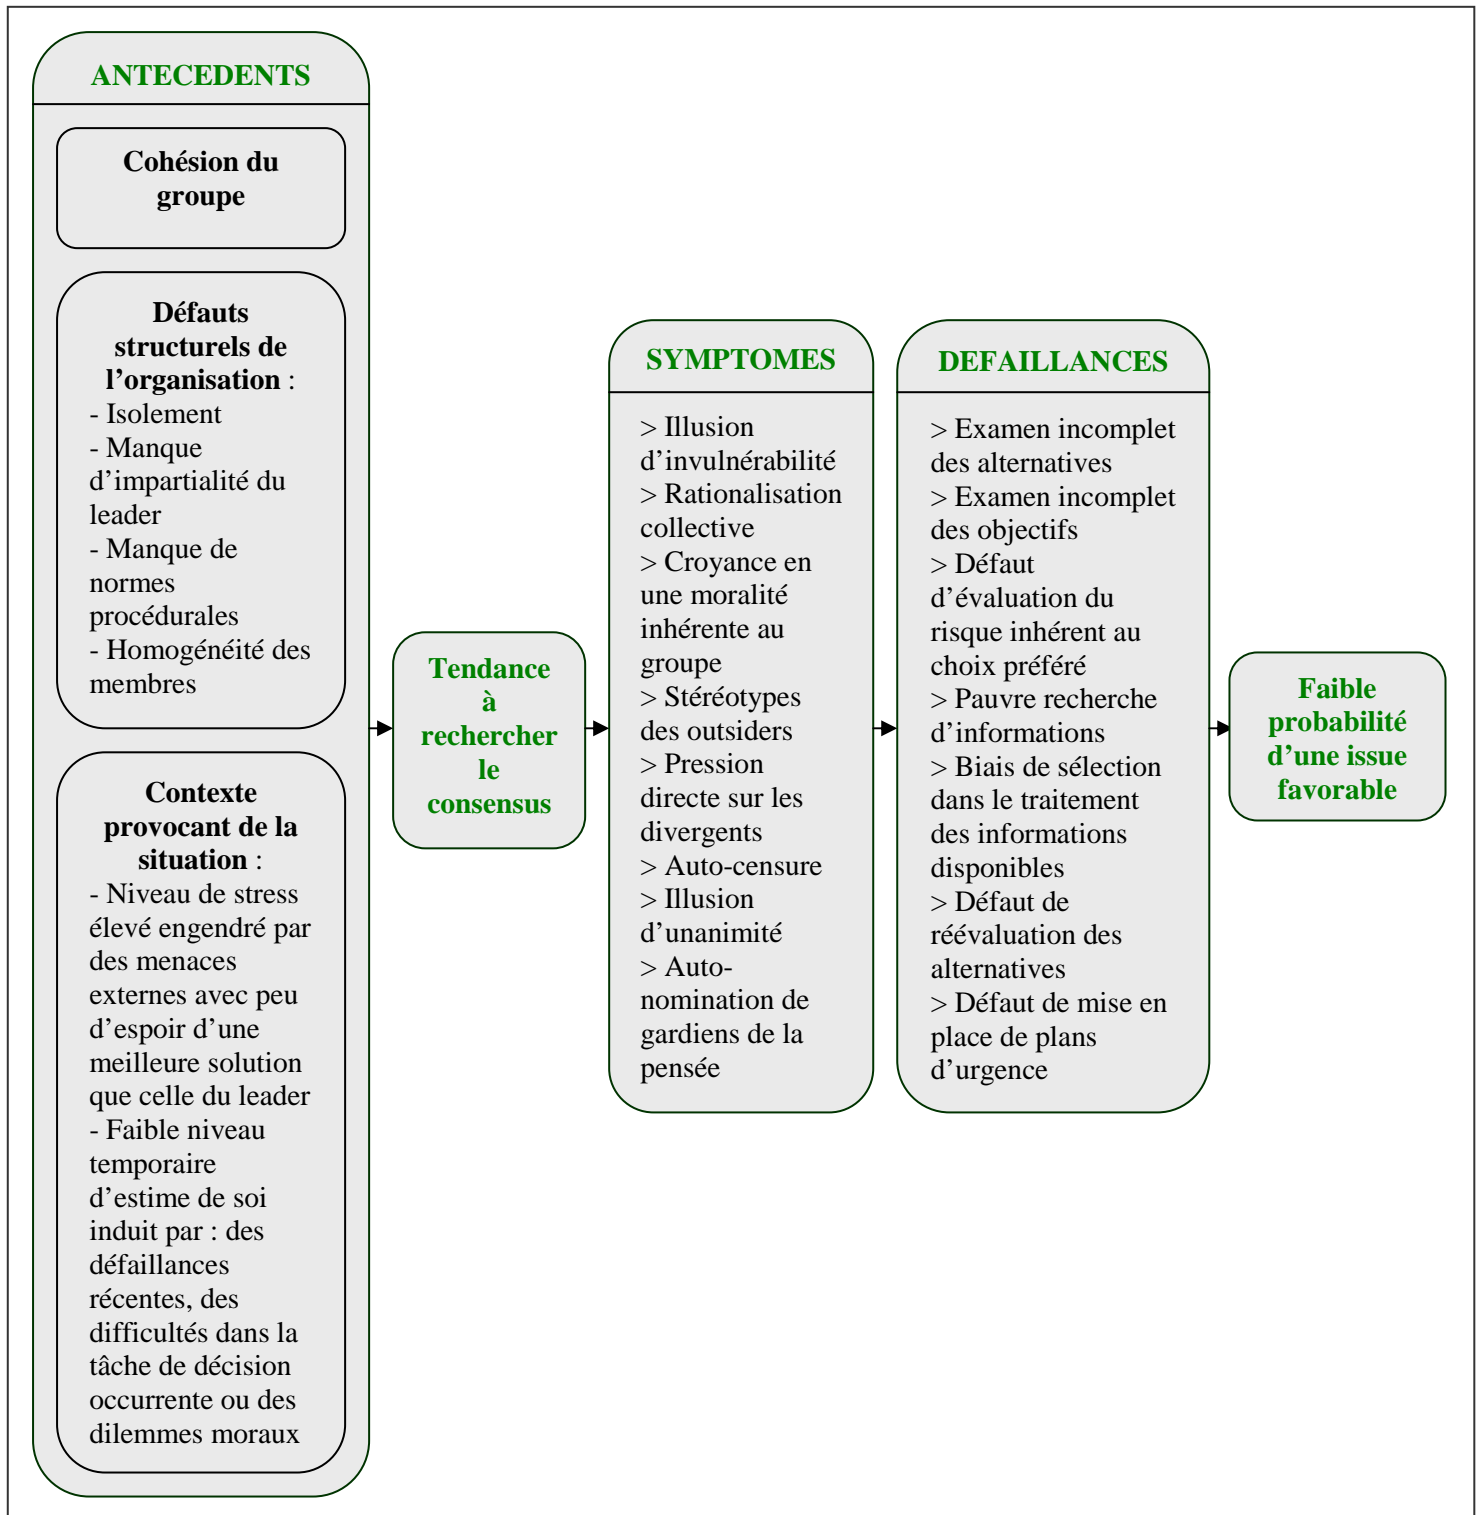 ANTECEDENTS
Cohésion du
groupe
Défauts
structurels de
l’organisation :
- Isolement
- Manque
d’impartialité du
leader
- Manque de
normes
procédurales
- Homogénéité des
membres
Contexte
provocant de la
situation :
- Niveau de stress
élevé engendré par
des menaces
externes avec peu
d’espoir d’une
meilleure solution
que celle du leader
- Faible niveau
temporaire
d’estime de soi
induit par : des
défaillances
récentes, des
difficultés dans la
tâche de décision
occurrente ou des
dilemmes moraux
Tendance
à
rechercher
le
consensus
SYMPTOMES
> Illusion
d’invulnérabilité
> Rationalisation
collective
> Croyance en
une moralité
inhérente au
groupe
> Stéréotypes
des outsiders
> Pression
directe sur les
divergents
> Auto-censure
> Illusion
d’unanimité
> Auto-
nomination de
gardiens de la
pensée
DEFAILLANCES
> Examen incomplet
des alternatives
> Examen incomplet
des objectifs
> Défaut
d’évaluation du
risque inhérent au
choix préféré
> Pauvre recherche
d’informations
> Biais de sélection
dans le traitement
des informations
disponibles
> Défaut de
réévaluation des
alternatives
> Défaut de mise en
place de plans
d’urgence
Faible
probabilité
d’une issue
favorable